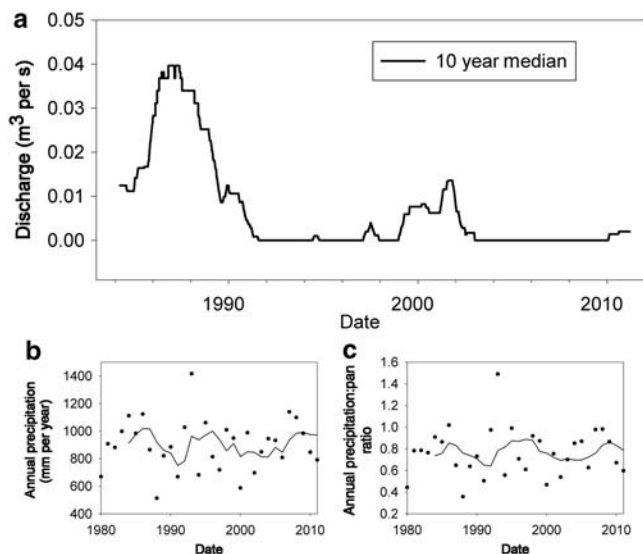 a
0.05
0.04
0.03
0.02
0.01
0.00
Discharge (m³ per s)
10 year median
1990
2000
2010
Date
b
1400
1200
1000
800
600
400
Annual precipitation
(mm per year)
1980
1990
2000
2010
Date
c
1.6
1.4
1.2
1.0
0.8
0.6
0.4
0.2
Annual precipitation:pan
ratio
1980
1990
2000
2010
Date